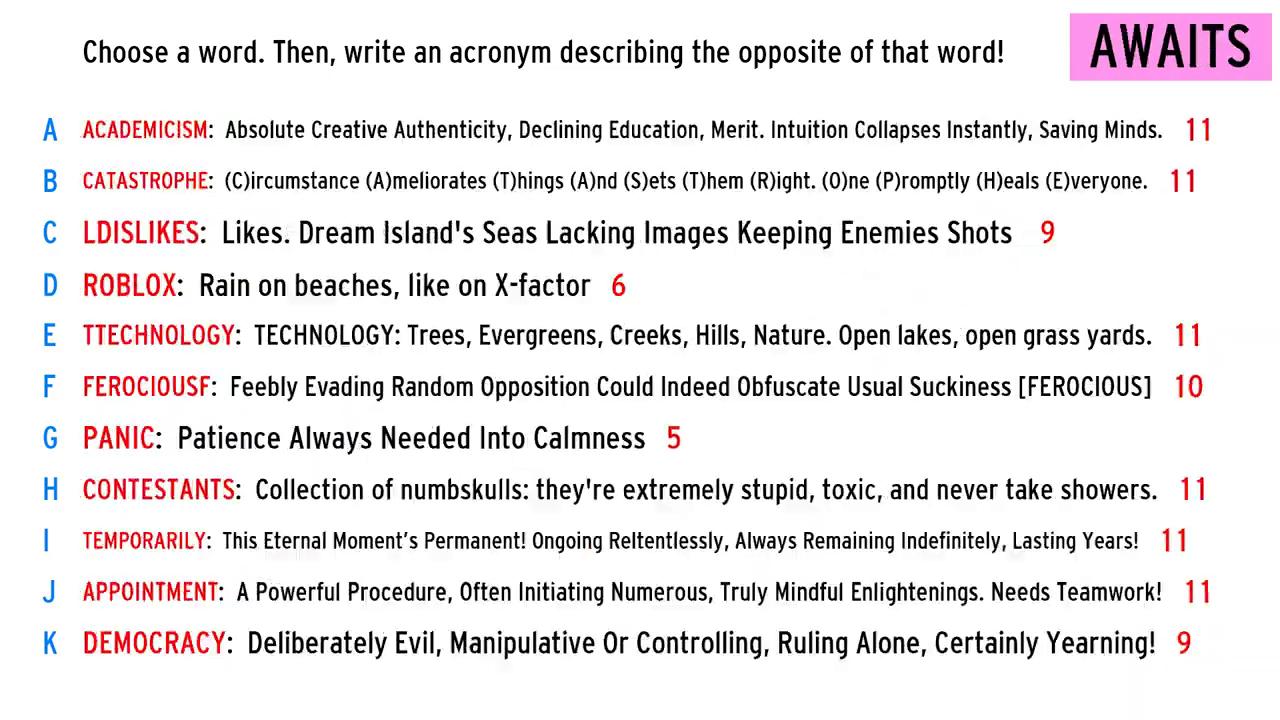 Choose a word. Then, write an acronym describing the opposite of that word!
AWAITS
A ACADEMICISM: Absolute Creative Authenticity, Declining Education, Merit. Intuition Collapses Instantly, Saving Minds. 11
B CATASTROPHE: (C)ircumstance (A)meliorates (T)hings (A)nd (S)ets (T)hem (R)ight. (O)ne (P)romptly (H)eals (E)veryone. 11
C LDISLIKES: Likes. Dream Island's Seas Lacking Images Keeping Enemies Shots 9
D ROBLOX: Rain on beaches, like on X-factor 6
E TTECHNOLOGY: TECHNOLOGY: Trees, Evergreens, Creeks, Hills, Nature. Open lakes, open grass yards. 11
F FEROCIOUSF: Feebly Evading Random Opposition Could Indeed Obfuscate Usual Suckiness [FEROCIOUS] 10
G PANIC: Patience Always Needed Into Calmness 5
H CONTESTANTS: Collection of numbskulls: they're extremely stupid, toxic, and never take showers. 11
I TEMPORARILY: This Eternal Moment's Permanent! Ongoing Reltentlessly, Always Remaining Indefinitely, Lasting Years! 11
J APPOINTMENT: A Powerful Procedure, Often Initiating Numerous, Truly Mindful Enlightenings. Needs Teamwork! 11
K DEMOCRACY: Deliberately Evil, Manipulative Or Controlling, Ruling Alone, Certainly Yearning! 9